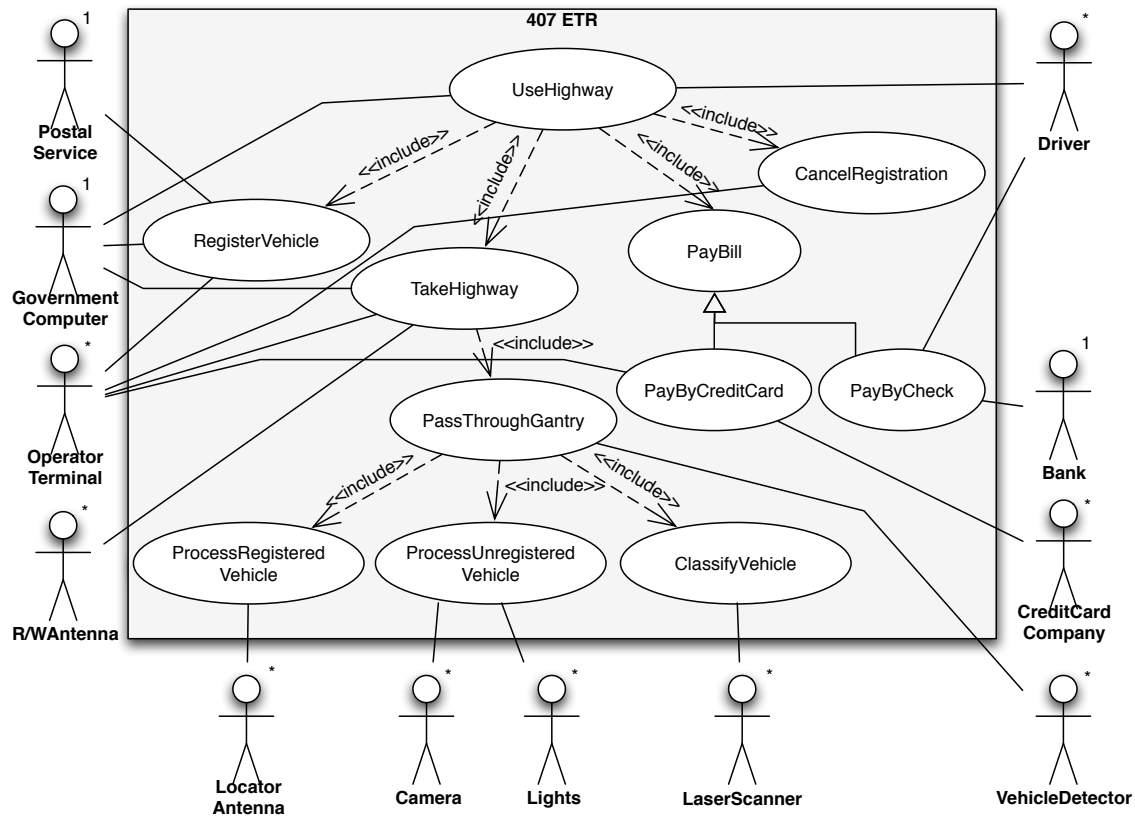 407 ETR
1
Postal
Service
1
Government
Computer
*
Operator
Terminal
*
R/WAntenna
*
Driver
1
Bank
*
CreditCard
Company
*
VehicleDetector
UseHighway
<<include>>
<<include>>
<<include>>
<<include>>
CancelRegistration
RegisterVehicle
PayBill
TakeHighway
<<include>>
PayByCreditCard
PayByCheck
PassThroughGantry
<<include>>
<<include>>
<<include>>
ProcessRegistered
Vehicle
ProcessUnregistered
Vehicle
ClassifyVehicle
*
Locator
Antenna
*
Camera
*
Lights
*
LaserScanner